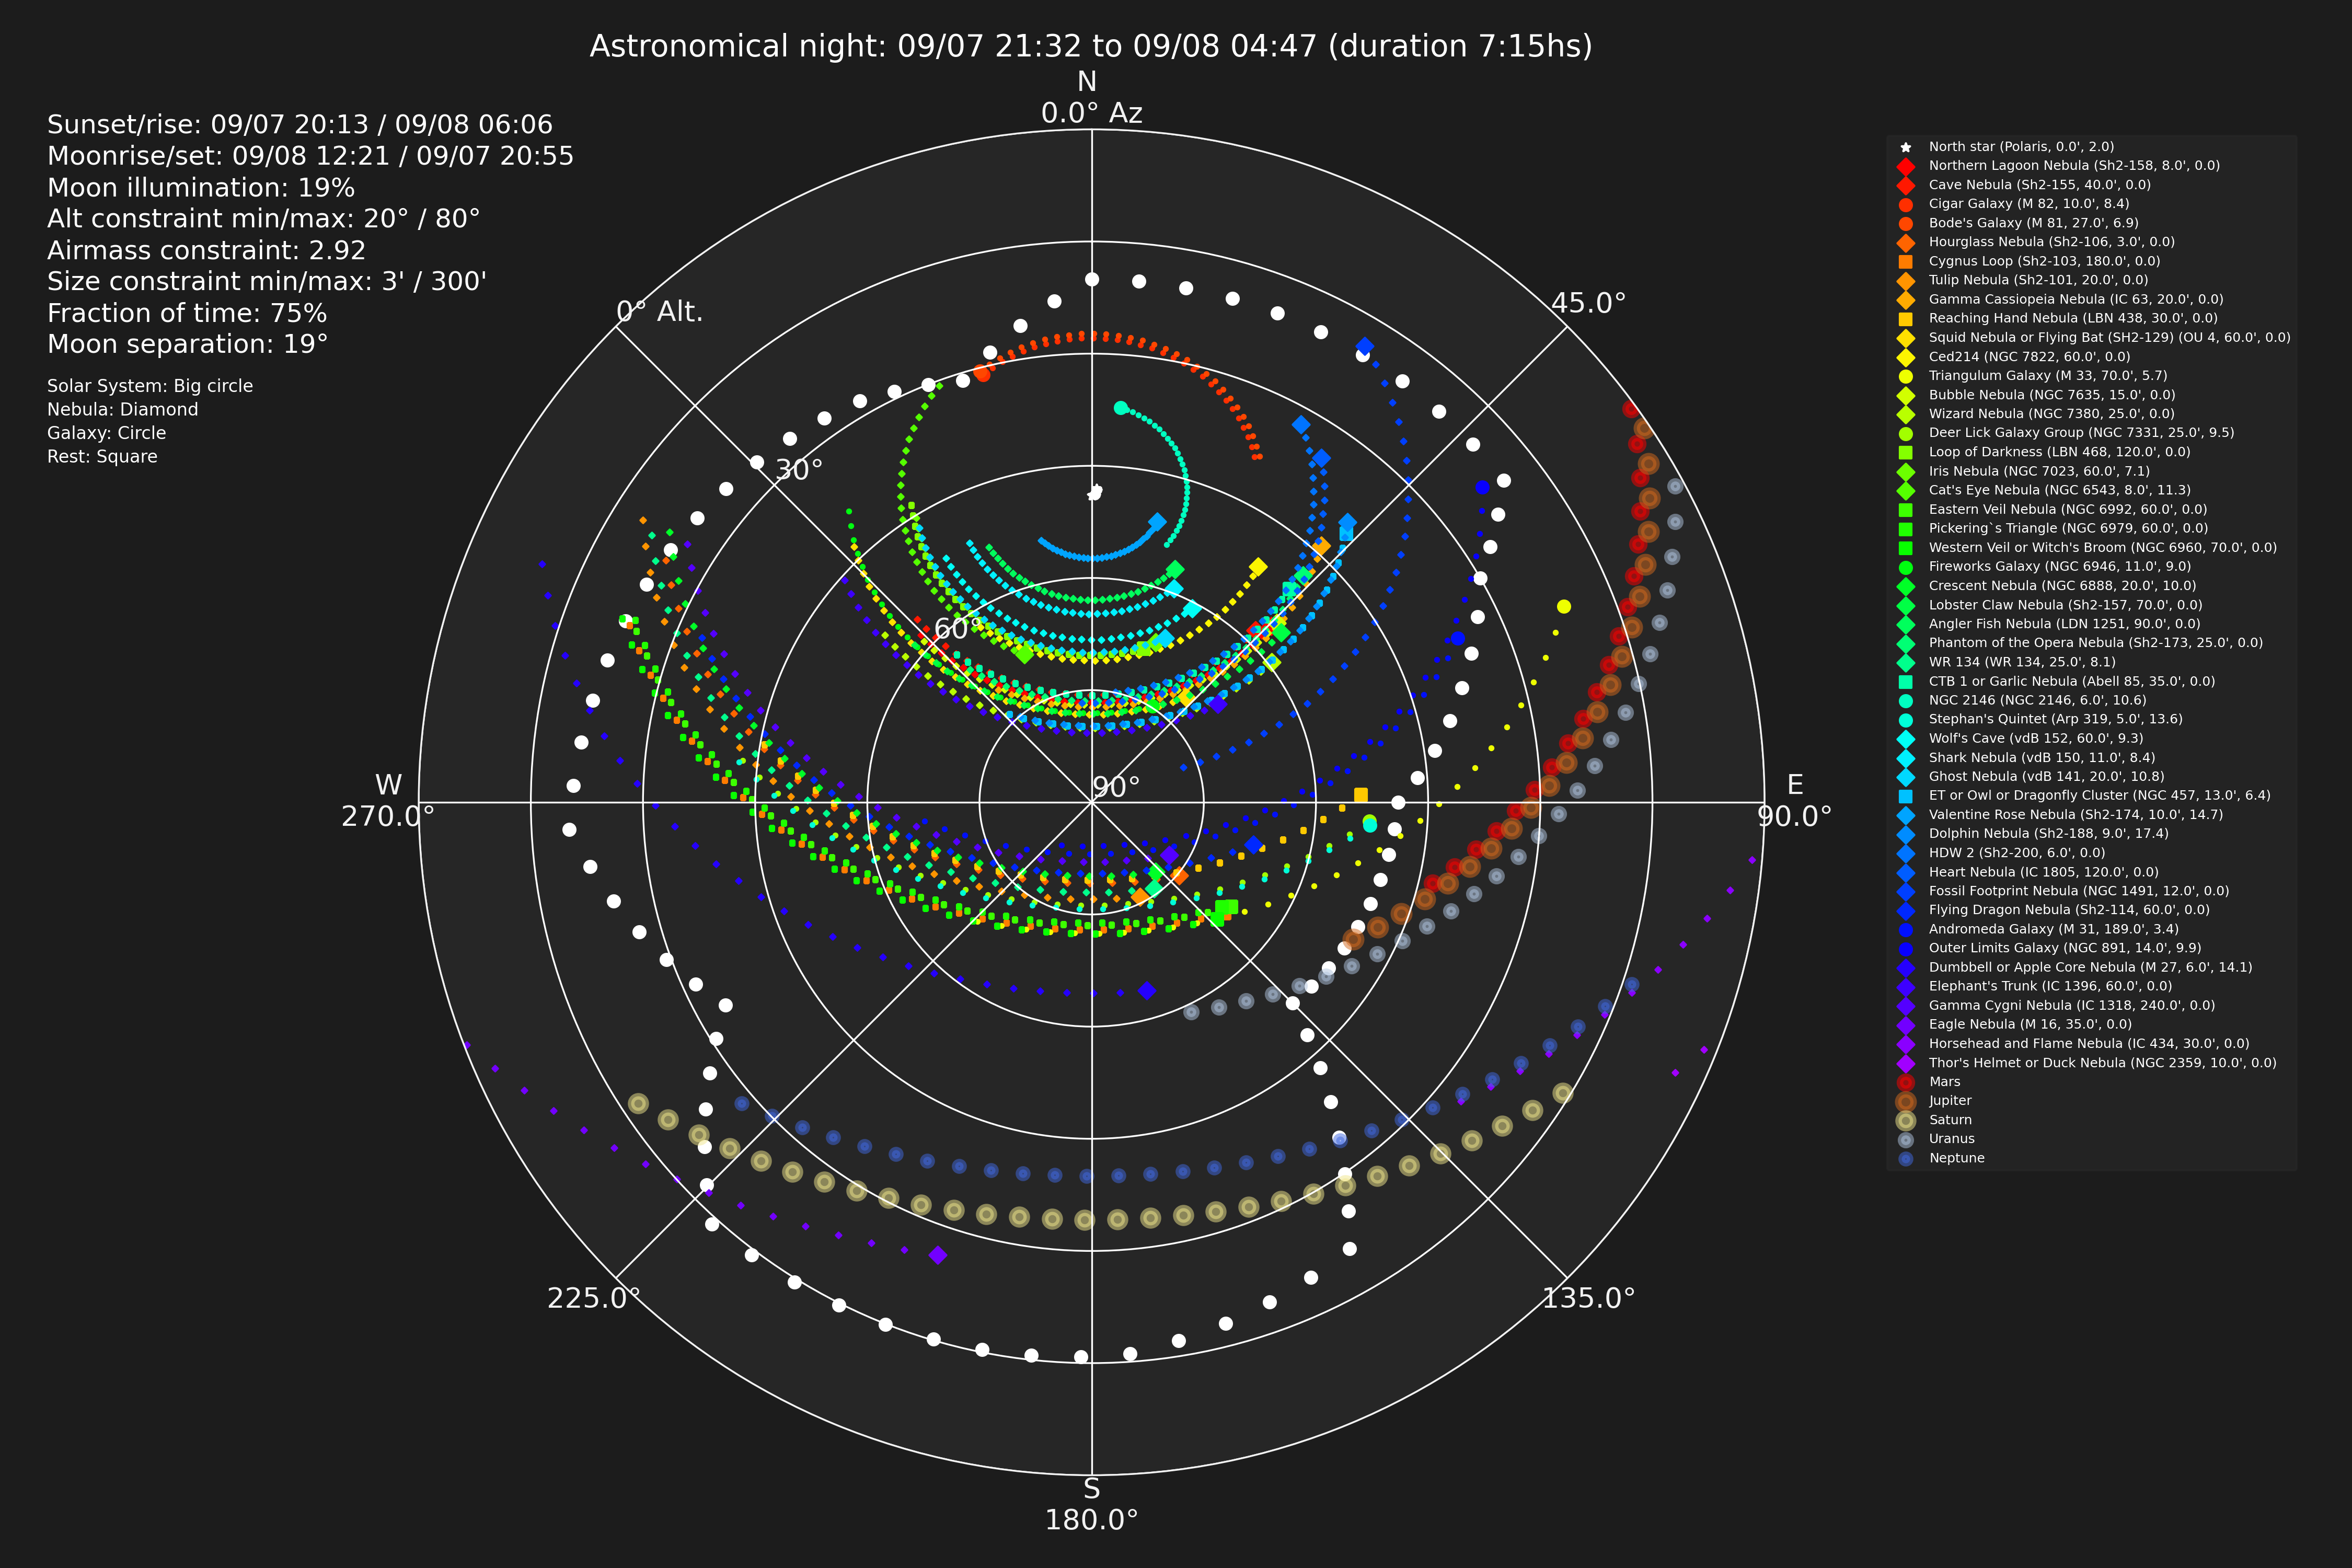 Astronomical night: 09/07 21:32 to 09/08 04:47 (duration 7:15hs)
N
0.0° Az
Sunset/rise: 09/07 20:13 / 09/08 06:06
Moonrise/set: 09/08 12:21 / 09/07 20:55
Moon illumination: 19%
Alt constraint min/max: 20° / 80°
Airmass constraint: 2.92
Size constraint min/max: 3' / 300'
Fraction of time: 75%
Moon separation: 19°
Solar System: Big circle
Nebula: Diamond
Galaxy: Circle
Rest: Square
0° Alt.
45.0°
30°
60°
90°
W
270.0°
E
90.0°
225.0°
135.0°
S
180.0°
North star (Polaris, 0.0', 2.0)
Northern Lagoon Nebula (Sh2-158, 8.0', 0.0)
Cave Nebula (Sh2-155, 40.0', 0.0)
Cigar Galaxy (M 82, 10.0', 8.4)
Bode's Galaxy (M 81, 27.0', 6.9)
Hourglass Nebula (Sh2-106, 3.0', 0.0)
Cygnus Loop (Sh2-103, 180.0', 0.0)
Tulip Nebula (Sh2-101, 20.0', 0.0)
Gamma Cassiopeia Nebula (IC 63, 20.0', 0.0)
Reaching Hand Nebula (LBN 438, 30.0', 0.0)
Squid Nebula or Flying Bat (SH2-129) (OU 4, 60.0', 0.0)
Ced214 (NGC 7822, 60.0', 0.0)
Triangulum Galaxy (M 33, 70.0', 5.7)
Bubble Nebula (NGC 7635, 15.0', 0.0)
Wizard Nebula (NGC 7380, 25.0', 0.0)
Deer Lick Galaxy Group (NGC 7331, 25.0', 9.5)
Loop of Darkness (LBN 468, 120.0', 0.0)
Iris Nebula (NGC 7023, 60.0', 7.1)
Cat's Eye Nebula (NGC 6543, 8.0', 11.3)
Eastern Veil Nebula (NGC 6992, 60.0', 0.0)
Pickering`s Triangle (NGC 6979, 60.0', 0.0)
Western Veil or Witch's Broom (NGC 6960, 70.0', 0.0)
Fireworks Galaxy (NGC 6946, 11.0', 9.0)
Crescent Nebula (NGC 6888, 20.0', 10.0)
Lobster Claw Nebula (Sh2-157, 70.0', 0.0)
Angler Fish Nebula (LDN 1251, 90.0', 0.0)
Phantom of the Opera Nebula (Sh2-173, 25.0', 0.0)
WR 134 (WR 134, 25.0', 8.1)
CTB 1 or Garlic Nebula (Abell 85, 35.0', 0.0)
NGC 2146 (NGC 2146, 6.0', 10.6)
Stephan's Quintet (Arp 319, 5.0', 13.6)
Wolf's Cave (vdB 152, 60.0', 9.3)
Shark Nebula (vdB 150, 11.0', 8.4)
Ghost Nebula (vdB 141, 20.0', 10.8)
ET or Owl or Dragonfly Cluster (NGC 457, 13.0', 6.4)
Valentine Rose Nebula (Sh2-174, 10.0', 14.7)
Dolphin Nebula (Sh2-188, 9.0', 17.4)
HDW 2 (Sh2-200, 6.0', 0.0)
Heart Nebula (IC 1805, 120.0', 0.0)
Fossil Footprint Nebula (NGC 1491, 12.0', 0.0)
Flying Dragon Nebula (Sh2-114, 60.0', 0.0)
Andromeda Galaxy (M 31, 189.0', 3.4)
Outer Limits Galaxy (NGC 891, 14.0', 9.9)
Dumbbell or Apple Core Nebula (M 27, 6.0', 14.1)
Elephant's Trunk (IC 1396, 60.0', 0.0)
Gamma Cygni Nebula (IC 1318, 240.0', 0.0)
Eagle Nebula (M 16, 35.0', 0.0)
Horsehead and Flame Nebula (IC 434, 30.0', 0.0)
Thor's Helmet or Duck Nebula (NGC 2359, 10.0', 0.0)
Mars
Jupiter
Saturn
Uranus
Neptune